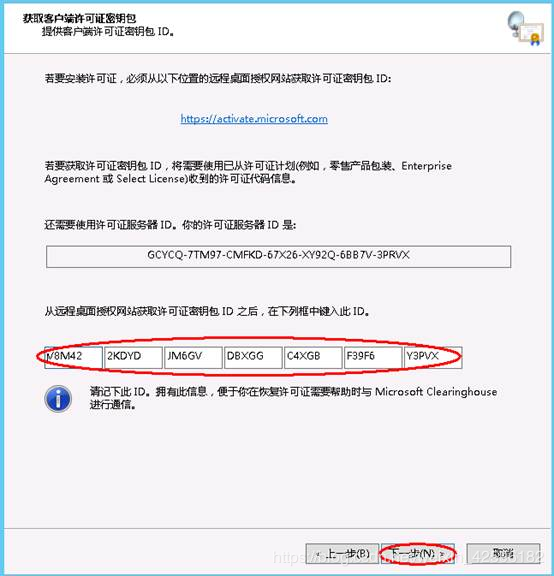 获取客户端许可证密钥包
提供客户端许可证密钥包 ID。
若要安装许可证，必须从以下位置的远程桌面授权网站获取许可证密钥包 ID:
https://activate.microsoft.com
若要获取许可证密钥包 ID，将需要使用已从许可证计划(例如，零售产品包装、Enterprise
Agreement 或 Select License)收到的许可证代码信息。
还需要使用许可证服务器 ID。你的许可证服务器 ID 是:
GCYCQ-7TM97-CMFKD-67X26-XY92Q-6BB7V-3PRVX
从远程桌面授权网站获取许可证密钥包 ID 之后，在下列框中键入此 ID。
V8M42 2KDYD JM6GV DBXGG C4XGB F39F6 Y3PVX
请记下此 ID。拥有此信息，便于你在恢复许可证需要帮助时与 Microsoft Clearinghouse
进行通信。
< 上一步(B) 下一步(N) > 取消